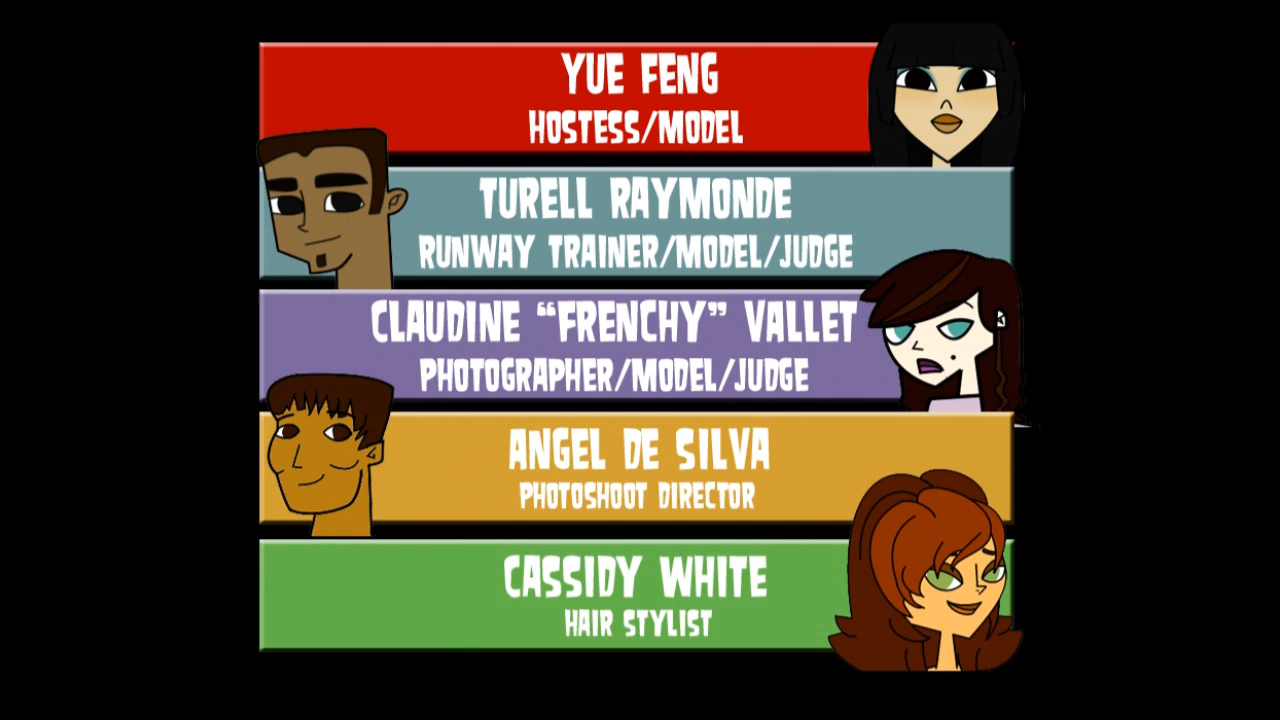 YUE FENG
HOSTESS/MODEL
TURELL RAYMONDE
RUNWAY TRAINER/MODEL/JUDGE
CLAUDINE “FRENCHY” VALLET
PHOTOGRAPHER/MODEL/JUDGE
ANGEL DE SILVA
PHOTOSHOOT DIRECTOR
CASSIDY WHITE
HAIR STYLIST